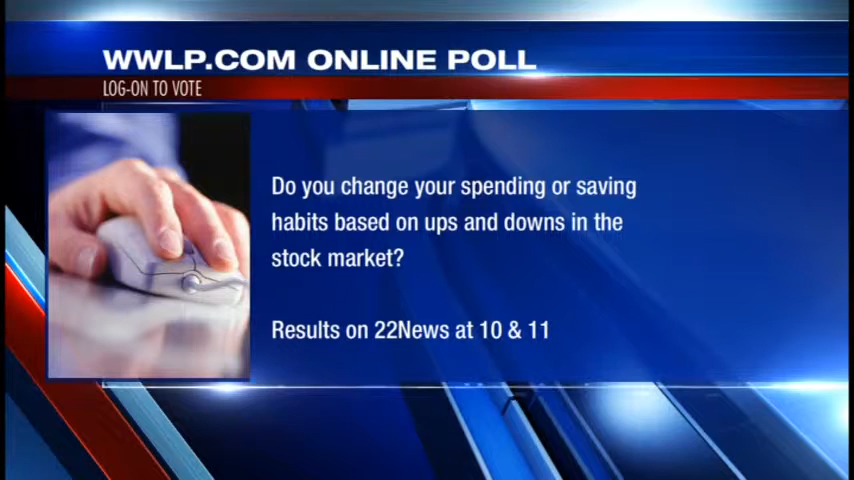 WWLP.COM ONLINE POLL
LOG-ON TO VOTE
Do you change your spending or saving
habits based on ups and downs in the
stock market?
Results on 22News at 10 & 11